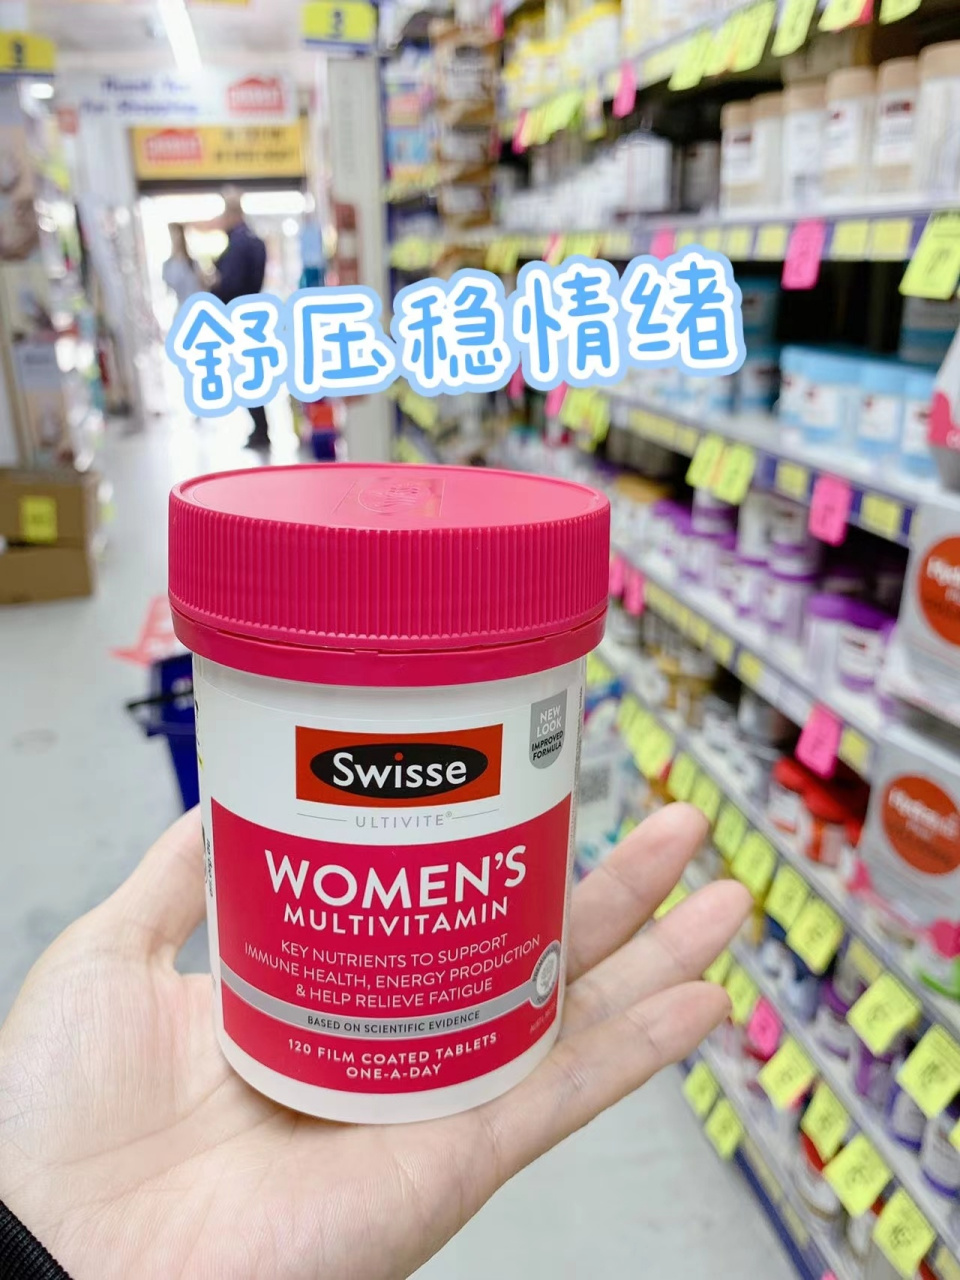 舒压稳情绪
Swisse
NEW
LOOK
IMPROVED
FORMULA
ULTIVITE®
WOMEN'S
MULTIVITAMIN
KEY NUTRIENTS TO SUPPORT
IMMUNE HEALTH, ENERGY PRODUCTION
& HELP RELIEVE FATIGUE
BASED ON SCIENTIFIC EVIDENCE
120 FILM COATED TABLETS
ONE-A-DAY